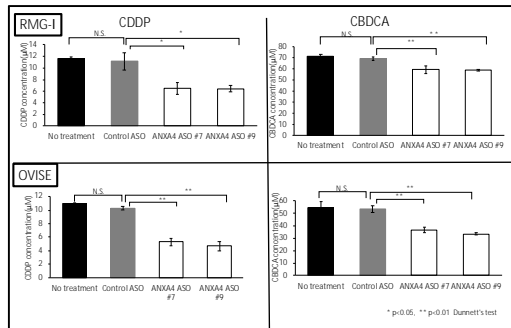 RMG-I
CDDP
CBDCA
N.S.
*
*
CDDP concentration(μM)
14
12
10
8
6
4
2
0
No treatment
Control ASO
ANXA4 ASO #7
ANXA4 ASO #9
N.S.
**
**
CBDCA concentration(μM)
80
70
60
50
40
30
20
10
0
No treatment
Control ASO
ANXA4 ASO #7
ANXA4 ASO #9
OVISE
N.S.
**
**
CDDP concentration(μM)
10
8
6
4
2
0
No treatment
Control ASO
ANXA4 ASO
#7
ANXA4 ASO
#9
N.S.
**
**
CBDCA concentration(μM)
60
50
40
30
20
10
0
No treatment
Control ASO
ANXA4 ASO #7
ANXA4 ASO #9
* p<0.05, ** p<0.01 Dunnett's test